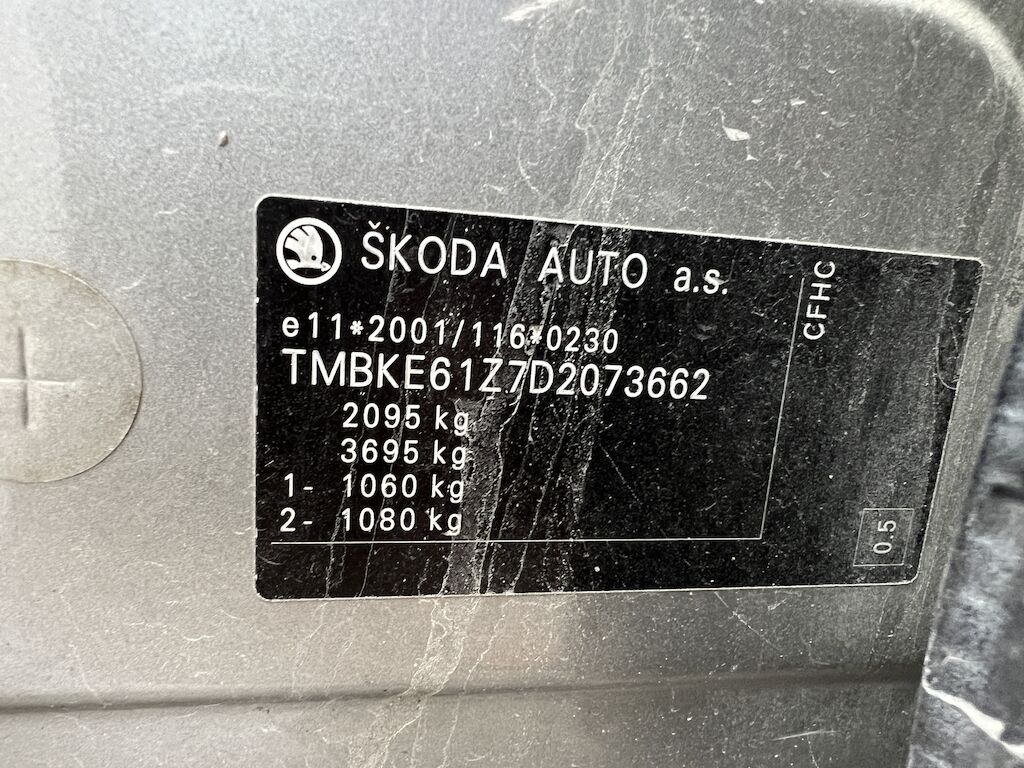 ŠKODA AUTO a.s.
e11*2001/116*0230
TMBKE61Z7D2073662
2095 kg
3695 kg
1- 1060 kg
2- 1080 kg
CFHC
0.5